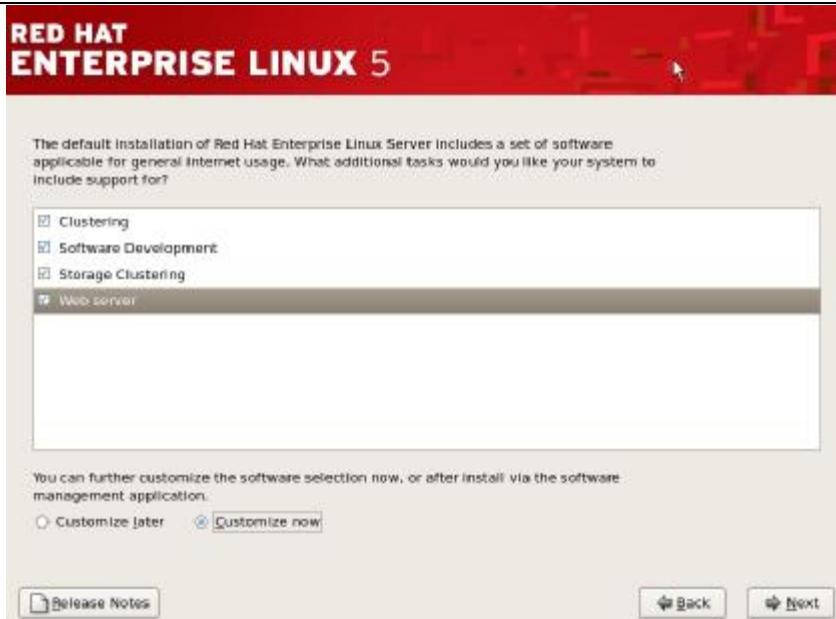 RED HAT
ENTERPRISE LINUX 5
The default installation of Red Hat Enterprise Linux Server includes a set of software
applicable for general internet usage. What additional tasks would you like your system to
include support for?
Clustering
Software Development
Storage Clustering
Web server
You can further customize the software selection now, or after install via the software
management application.
Customize later Customize now
Release Notes Back Next